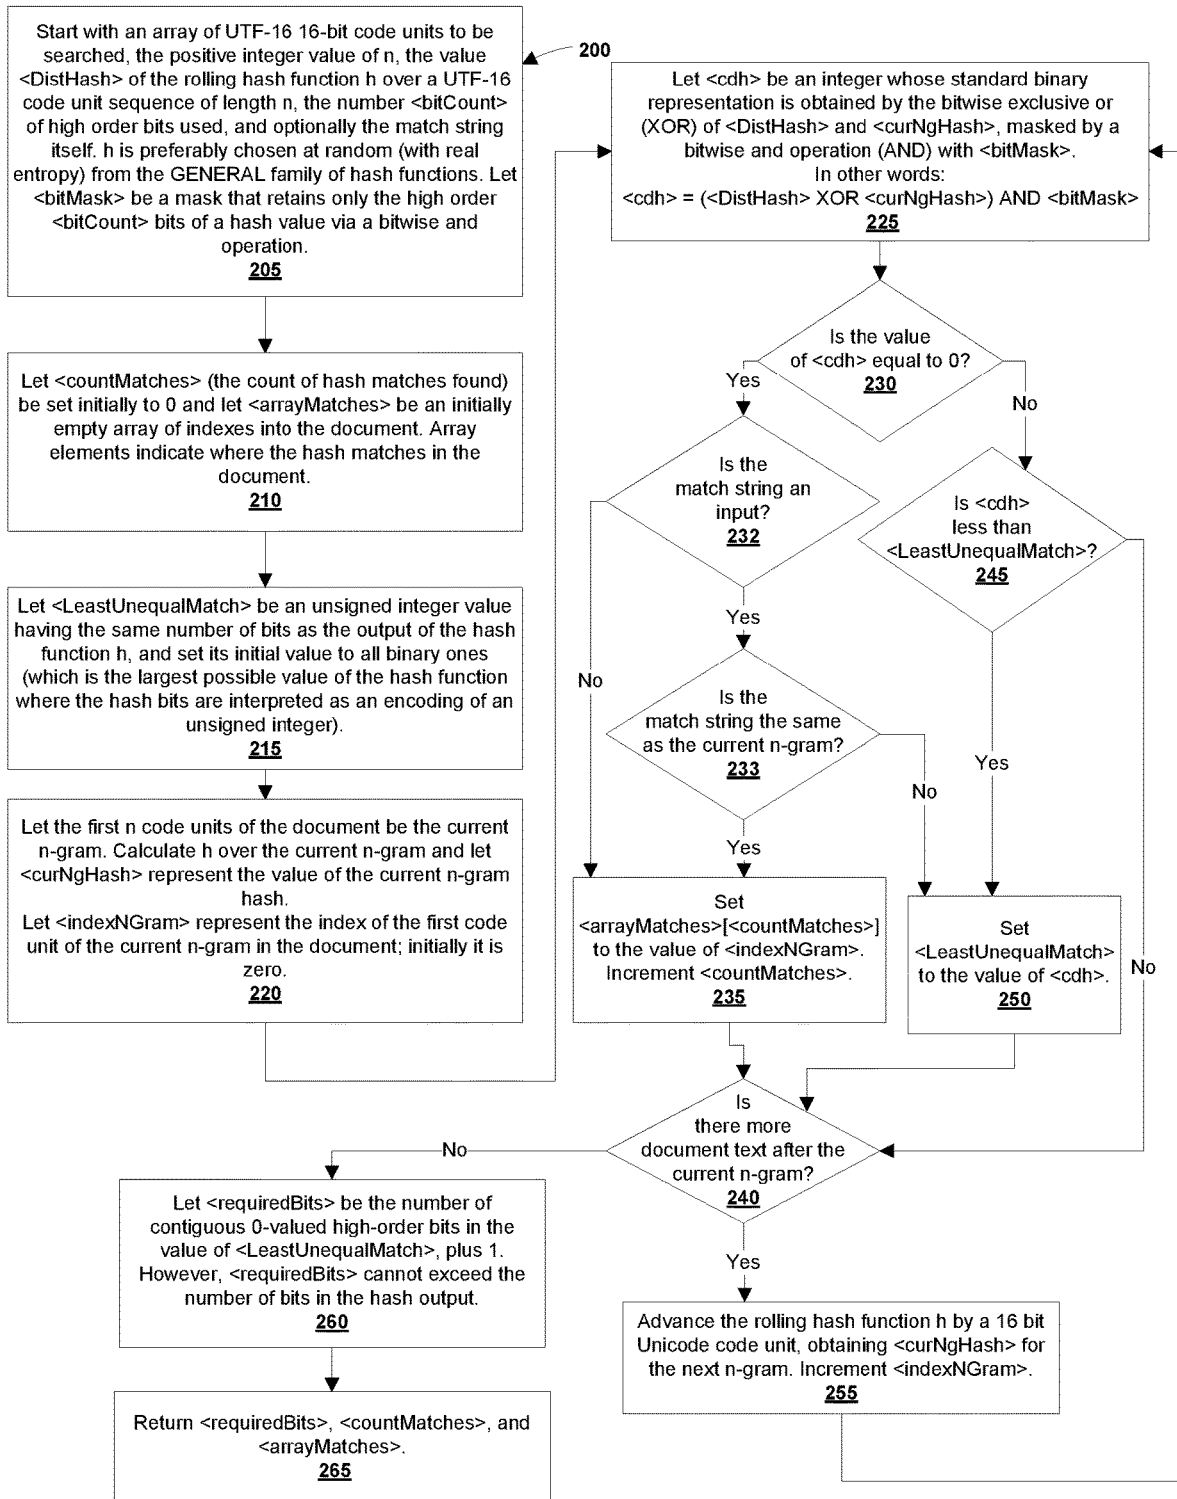 Start with an array of UTF-16 16-bit code units to be
searched, the positive integer value of n, the value
<DistHash> of the rolling hash function h over a UTF-16
code unit sequence of length n, the number <bitCount>
of high order bits used, and optionally the match string
itself. h is preferably chosen at random (with real
entropy) from the GENERAL family of hash functions. Let
<bitMask> be a mask that retains only the high order
<bitCount> bits of a hash value via a bitwise and
operation.
205
200
Let <countMatches> (the count of hash matches found)
be set initially to 0 and let <arrayMatches> be an initially
empty array of indexes into the document. Array
elements indicate where the hash matches in the
document.
210
Let <LeastUnequalMatch> be an unsigned integer value
having the same number of bits as the output of the hash
function h, and set its initial value to all binary ones
(which is the largest possible value of the hash function
where the hash bits are interpreted as an encoding of an
unsigned integer).
215
Let the first n code units of the document be the current
n-gram. Calculate h over the current n-gram and let
<curNgHash> represent the value of the current n-gram
hash.
Let <indexNGram> represent the index of the first code
unit of the current n-gram in the document; initially it is
zero.
220
Let <cdh> be an integer whose standard binary
representation is obtained by the bitwise exclusive or
(XOR) of <DistHash> and <curNgHash>, masked by a
bitwise and operation (AND) with <bitMask>.
In other words:
<cdh> = (<DistHash> XOR <curNgHash>) AND <bitMask>
225
Is the value
of <cdh> equal to 0?
230
Yes
No
Is the
match string an
input?
232
Is <cdh>
less than
<LeastUnequalMatch>?
245
Yes
No
Is the
match string the same
as the current n-gram?
233
Yes
No
Yes
Set
<arrayMatches>[<countMatches>]
to the value of <indexNGram>.
Increment <countMatches>.
235
Set
<LeastUnequalMatch>
to the value of <cdh>.
250
No
Is
there more
document text after the
current n-gram?
240
No
Yes
Let <requiredBits> be the number of
contiguous 0-valued high-order bits in the
value of <LeastUnequalMatch>, plus 1.
However, <requiredBits> cannot exceed the
number of bits in the hash output.
260
Advance the rolling hash function h by a 16 bit
Unicode code unit, obtaining <curNgHash> for
the next n-gram. Increment <indexNGram>.
255
Return <requiredBits>, <countMatches>, and
<arrayMatches>.
265